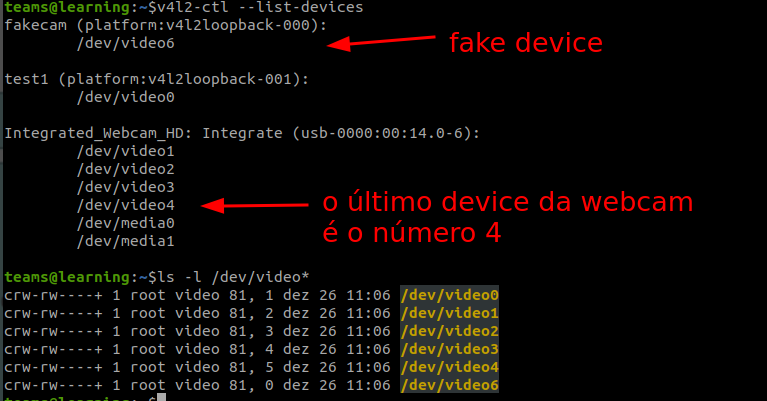 teams@learning:~$v4l2-ctl --list-devices
fakecam (platform:v4l2loopback-000):
        /dev/video6
fake device
test1 (platform:v4l2loopback-001):
        /dev/video0
Integrated_Webcam_HD: Integrate (usb-0000:00:14.0-6):
        /dev/video1
        /dev/video2
        /dev/video3
        /dev/video4
        /dev/media0
        /dev/media1
o último device da webcam
é o número 4
teams@learning:~$ls -l /dev/video*
crw-rw----+ 1 root video 81, 1 dez 26 11:06 /dev/video0
crw-rw----+ 1 root video 81, 2 dez 26 11:06 /dev/video1
crw-rw----+ 1 root video 81, 3 dez 26 11:06 /dev/video2
crw-rw----+ 1 root video 81, 4 dez 26 11:06 /dev/video3
crw-rw----+ 1 root video 81, 5 dez 26 11:06 /dev/video4
crw-rw----+ 1 root video 81, 0 dez 26 11:06 /dev/video6
teams@learning:~$